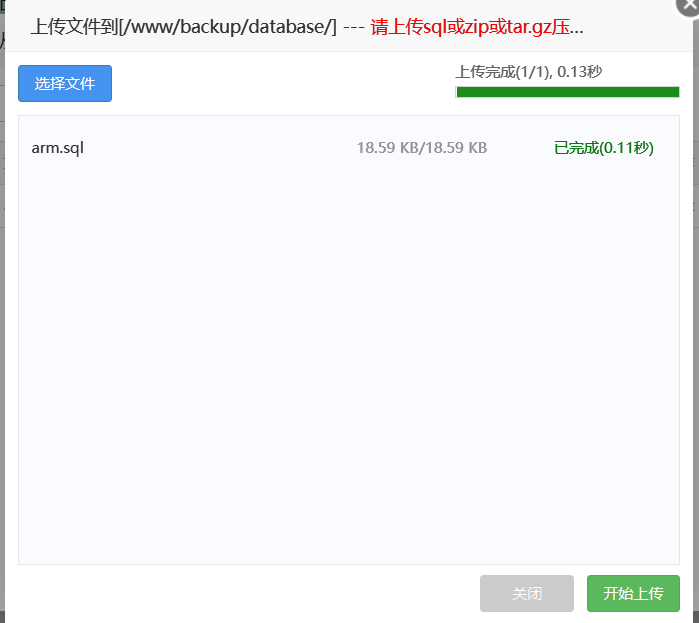 上传文件到[/www/backup/database/] --- 请上传sql或zip或tar.gz压...
选择文件
上传完成(1/1), 0.13秒
arm.sql 18.59 KB/18.59 KB 已完成(0.11秒)
关闭 开始上传